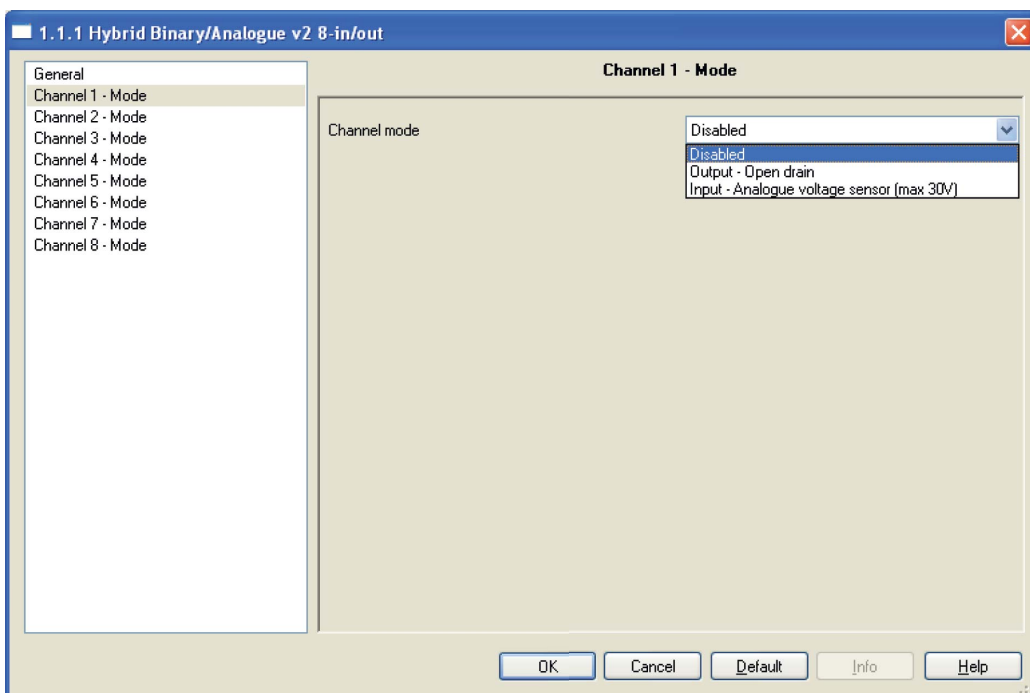 1.1.1 Hybrid Binary/Analogue v2 8-in/out
General
Channel 1 - Mode
Channel 2 - Mode
Channel 3 - Mode
Channel 4 - Mode
Channel 5 - Mode
Channel 6 - Mode
Channel 7 - Mode
Channel 8 - Mode
Channel 1 - Mode
Channel mode
Disabled
Disabled
Output - Open drain
Input - Analogue voltage sensor (max 30V)
OK Cancel Default Info Help